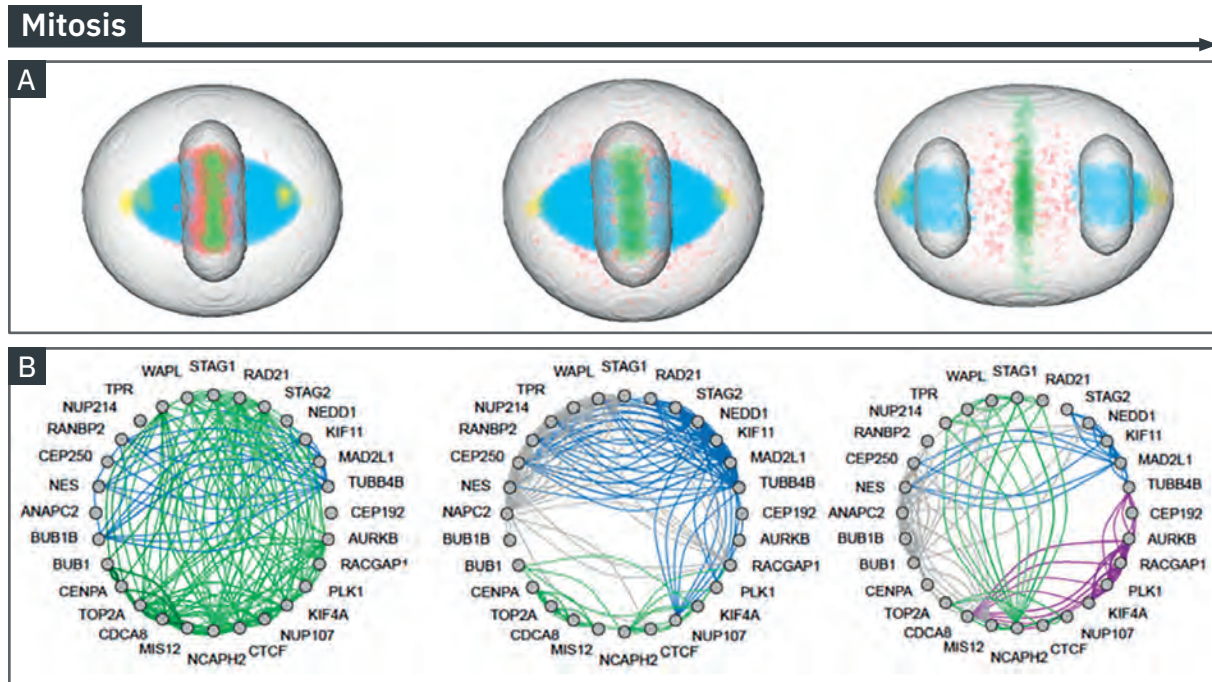 Mitosis
A
B
WAPL
STAG1
RAD21
STAG2
NEDD1
KIF11
MAD2L1
TUBB4B
CEP192
AURKB
RACGAP1
PLK1
KIF4A
NUP107
CTCF
NCAPH2
MIS12
CDCA8
TOP2A
CENPA
BUB1
BUB1B
ANAPC2
NES
CEP250
RANBP2
NUP214
TPR
WAPL
STAG1
RAD21
STAG2
NEDD1
KIF11
MAD2L1
TUBB4B
CEP192
AURKB
RACGAP1
PLK1
KIF4A
NUP107
CTCF
NCAPH2
MIS12
CDCA8
TOP2A
CENPA
BUB1
BUB1B
NAPC2
NES
CEP250
RANBP2
NUP214
TPR
WAPL
STAG1
RAD21
STAG2
NEDD1
KIF11
MAD2L1
TUBB4B
CEP192
AURKB
RACGAP1
PLK1
KIF4A
NUP107
CTCF
NCAPH2
MIS12
CDCA8
TOP2A
CENPA
BUB1
BUB1B
ANAPC2
NES
CEP250
RANBP2
NUP214
TPR